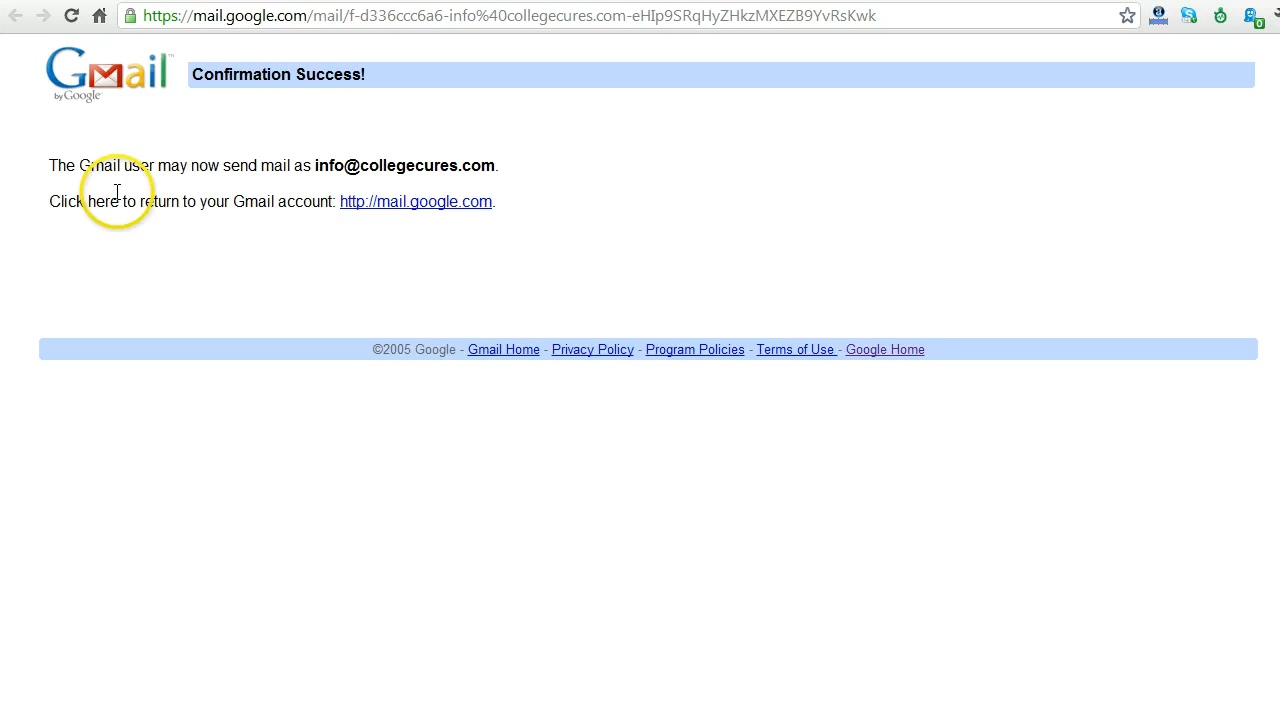 https://mail.google.com/mail/f-d336ccc6a6-info%40collegecures.com-eHIp9SRqHyZHkzMXEZB9YvRsKwk
0
Gmail™
by Google
Confirmation Success!
The Gmail user may now send mail as info@collegecures.com.
Click here to return to your Gmail account: http://mail.google.com.
©2005 Google - Gmail Home - Privacy Policy - Program Policies - Terms of Use - Google Home